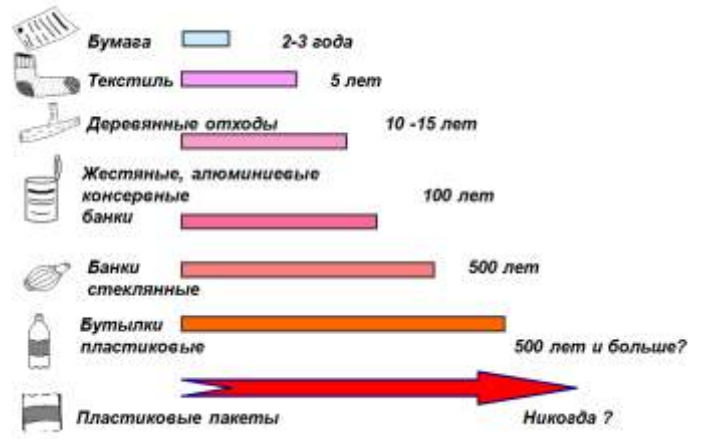 Бумага 2-3 года
Текстиль 5 лет
Деревянные отходы 10 -15 лет
Жестяные, алюминиевые
консервные 100 лет
банки
Банки 500 лет
стеклянные
Бутылки
пластиковые 500 лет и больше?
Пластиковые пакеты Никогда ?